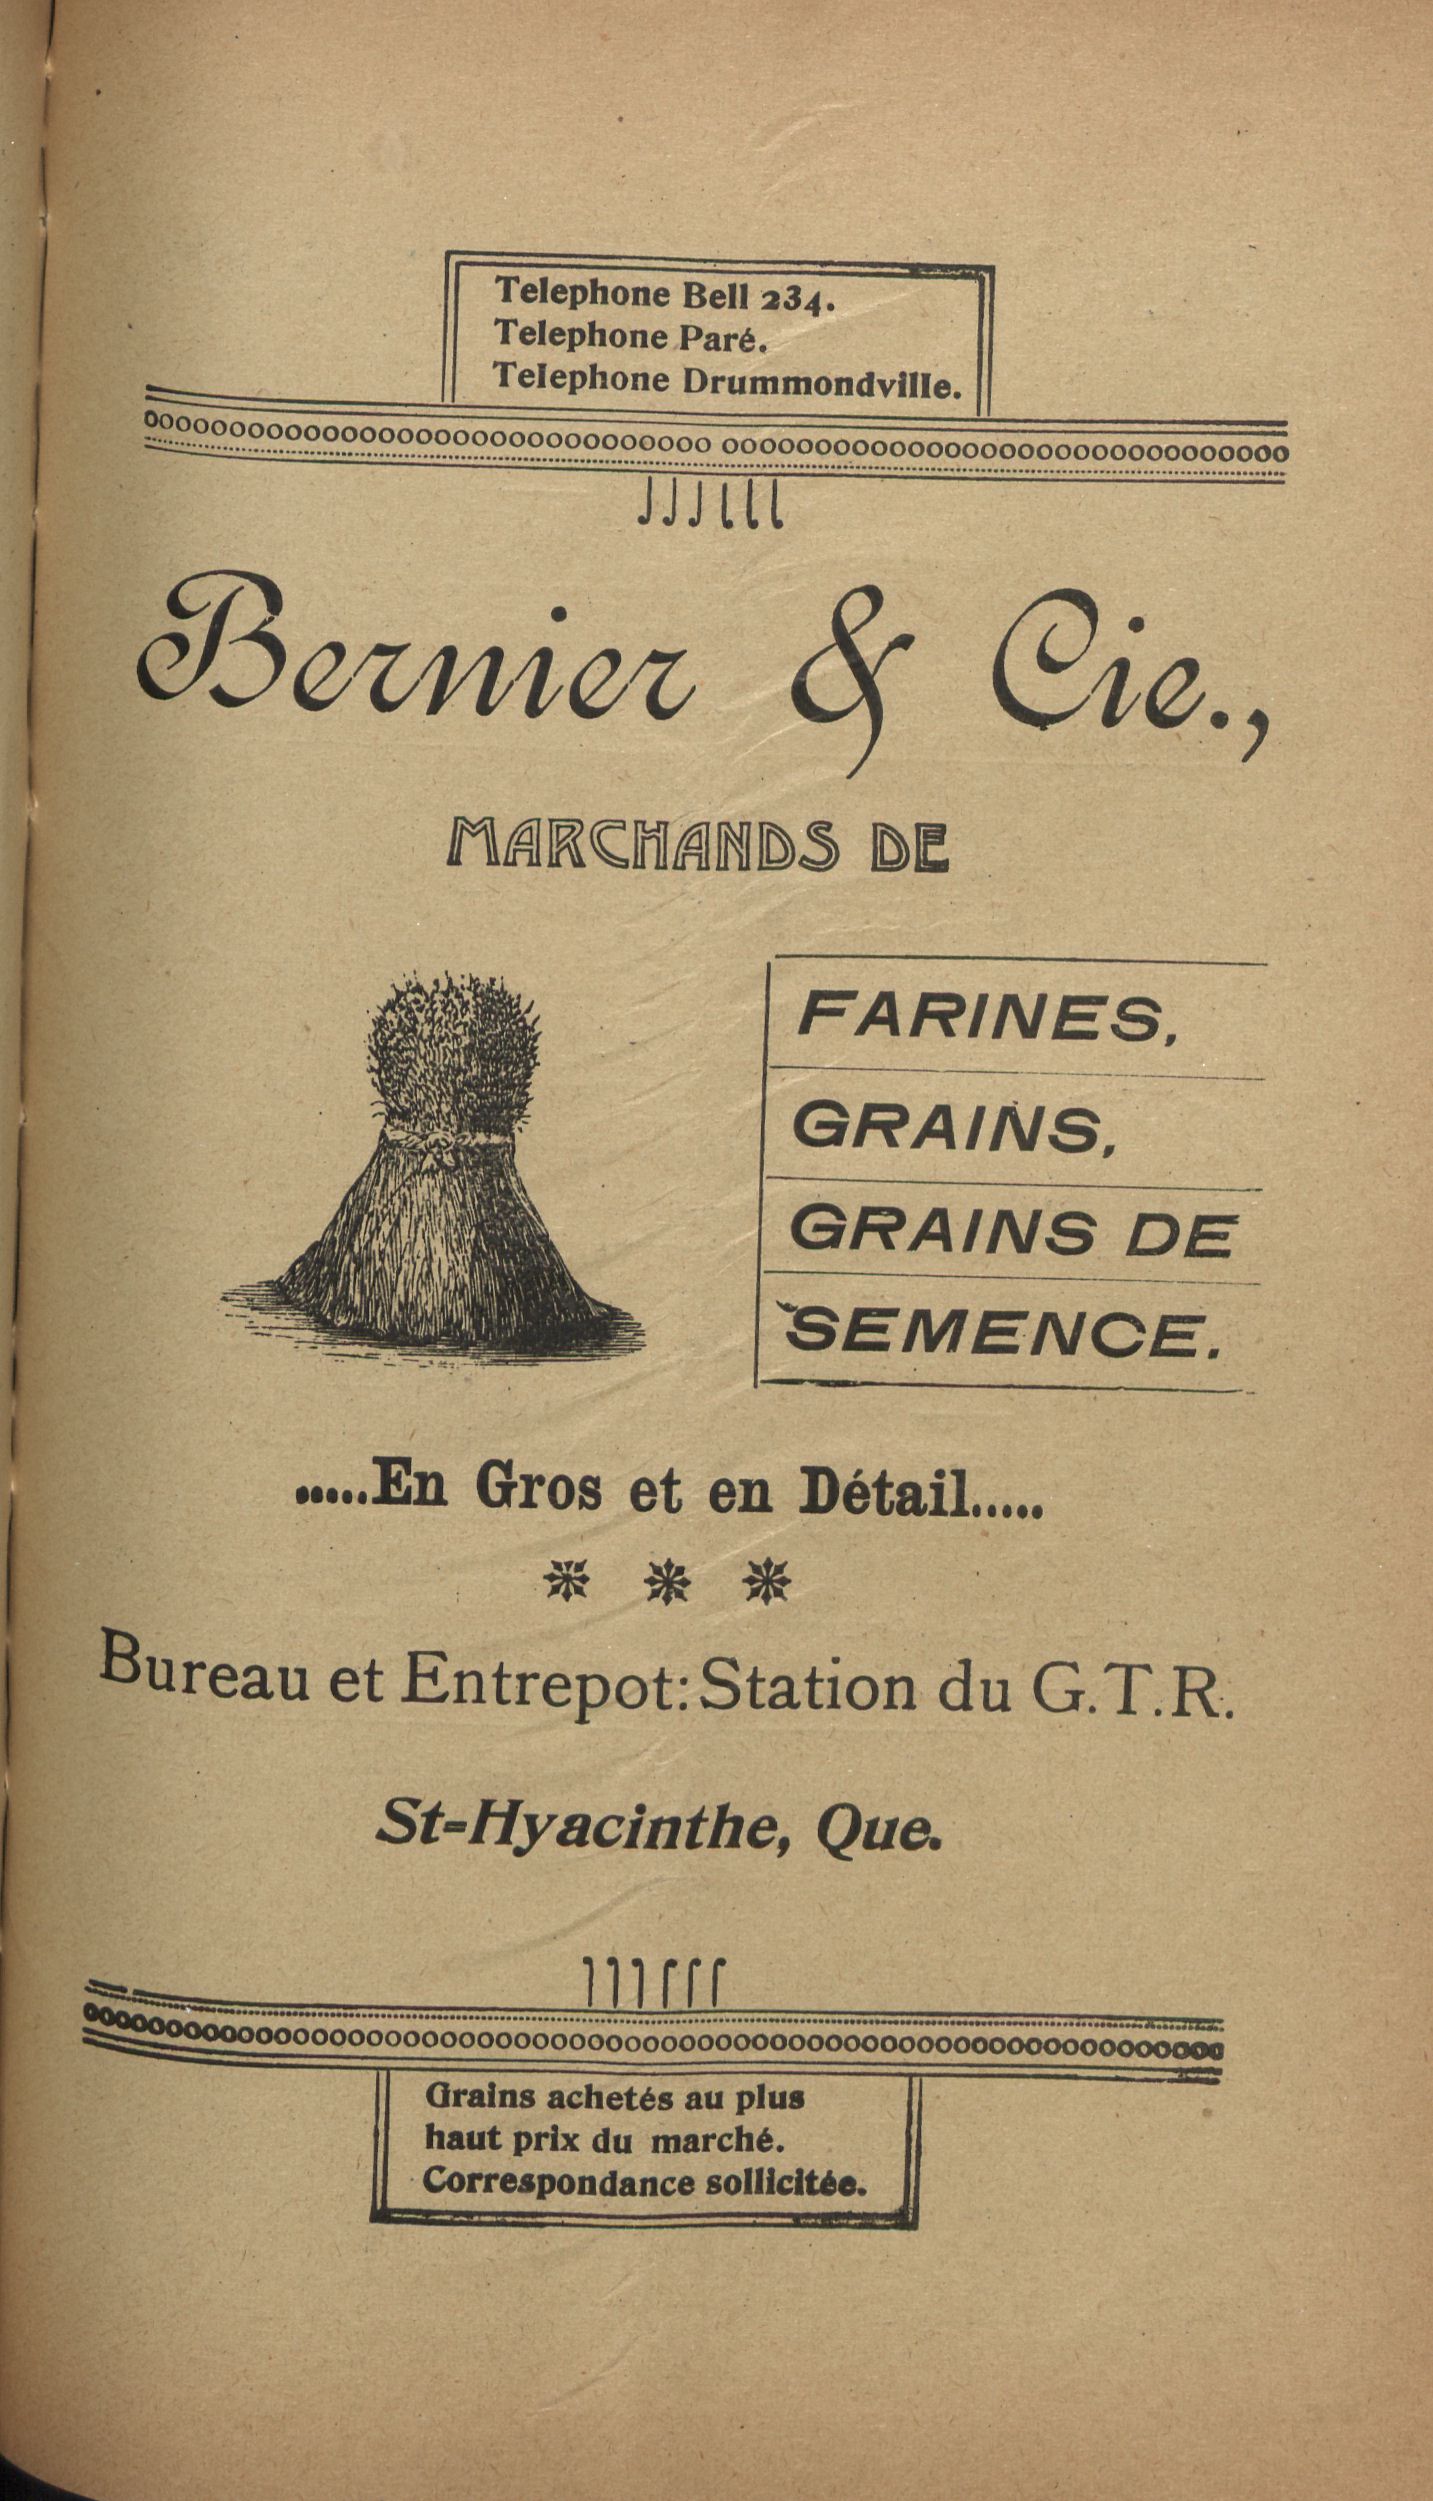 Telephone Bell 234.
Telephone Paré.
Telephone Drummondville.
Bernier & Cie.,
MARCHANDS DE
FARINES,
GRAINS,
GRAINS DE
SEMENCE.
.....En Gros et en Détail.....
Bureau et Entrepot: Station du G. T. R.
St-Hyacinthe, Que.
Grains achetés au plus
haut prix du marché.
Correspondance sollicitée.